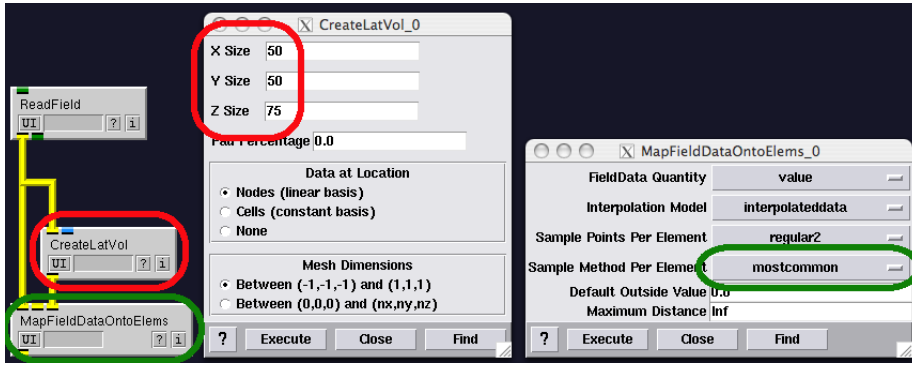 ReadField
UI ? i
CreateLatVol
UI ? i
MapFieldDataOntoElems
UI ? i
CreateLatVol_0
X Size 50
Y Size 50
Z Size 75
Pad Percentage 0.0
Data at Location
Nodes (linear basis)
Cells (constant basis)
None
Mesh Dimensions
Between (-1,-1,-1) and (1,1,1)
Between (0,0,0) and (nx,ny,nz)
? Execute Close Find
MapFieldDataOntoElems_0
FieldData Quantity value
Interpolation Model interpolateddata
Sample Points Per Element regular2
Sample Method Per Element mostcommon
Default Outside Value 0.0
Maximum Distance Inf
? Execute Close Find